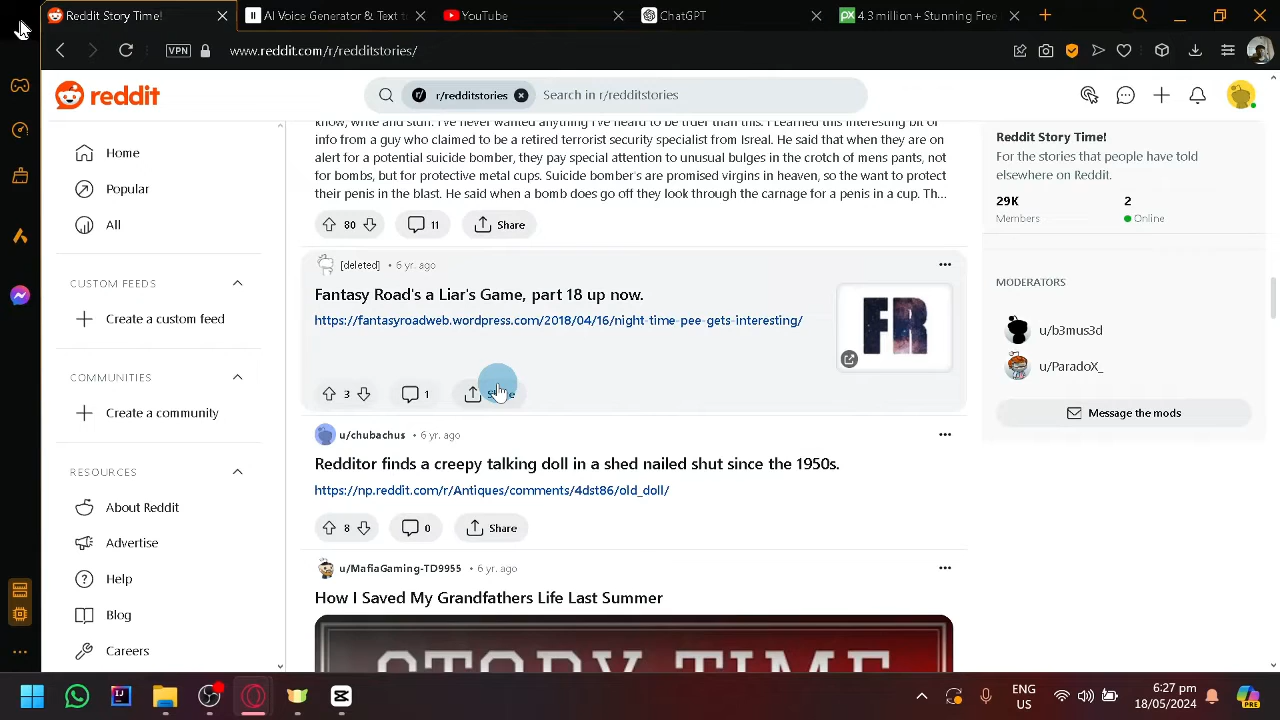 Reddit Story Time!
AI Voice Generator & Text t
YouTube
ChatGPT
4.3 million+ Stunning Free
VPN
www.reddit.com/r/redditstories/
reddit
r/redditstories
Search in r/redditstories
Home
Popular
All
CUSTOM FEEDS
Create a custom feed
COMMUNITIES
Create a community
RESOURCES
About Reddit
Advertise
Help
Blog
Careers
know, write and stuff. I've never wanted anything I've heard to be truer than this. I Learned this interesting bit of
info from a guy who claimed to be a retired terrorist security specialist from Isreal. He said that when they are on
alert for a potential suicide bomber, they pay special attention to unusual bulges in the crotch of mens pants, not
for bombs, but for protective metal cups. Suicide bomber's are promised virgins in heaven, so the want to protect
their penis in the blast. He said when a bomb does go off they look through the carnage for a penis in a cup. Th...
80
11
Share
[deleted] • 6 yr. ago
Fantasy Road's a Liar's Game, part 18 up now.
https://fantasyroadweb.wordpress.com/2018/04/16/night-time-pee-gets-interesting/
FR
3
1
u/chubachus • 6 yr. ago
Redditor finds a creepy talking doll in a shed nailed shut since the 1950s.
https://np.reddit.com/r/Antiques/comments/4dst86/old_doll/
8
0
Share
u/MafiaGaming-TD9955 • 6 yr. ago
How I Saved My Grandfathers Life Last Summer
STORY TIME
Reddit Story Time!
For the stories that people have told
elsewhere on Reddit.
29K
2
Members
Online
MODERATORS
u/b3mus3d
u/ParadoX_
Message the mods
ENG
US
6:27 pm
18/05/2024
PRE